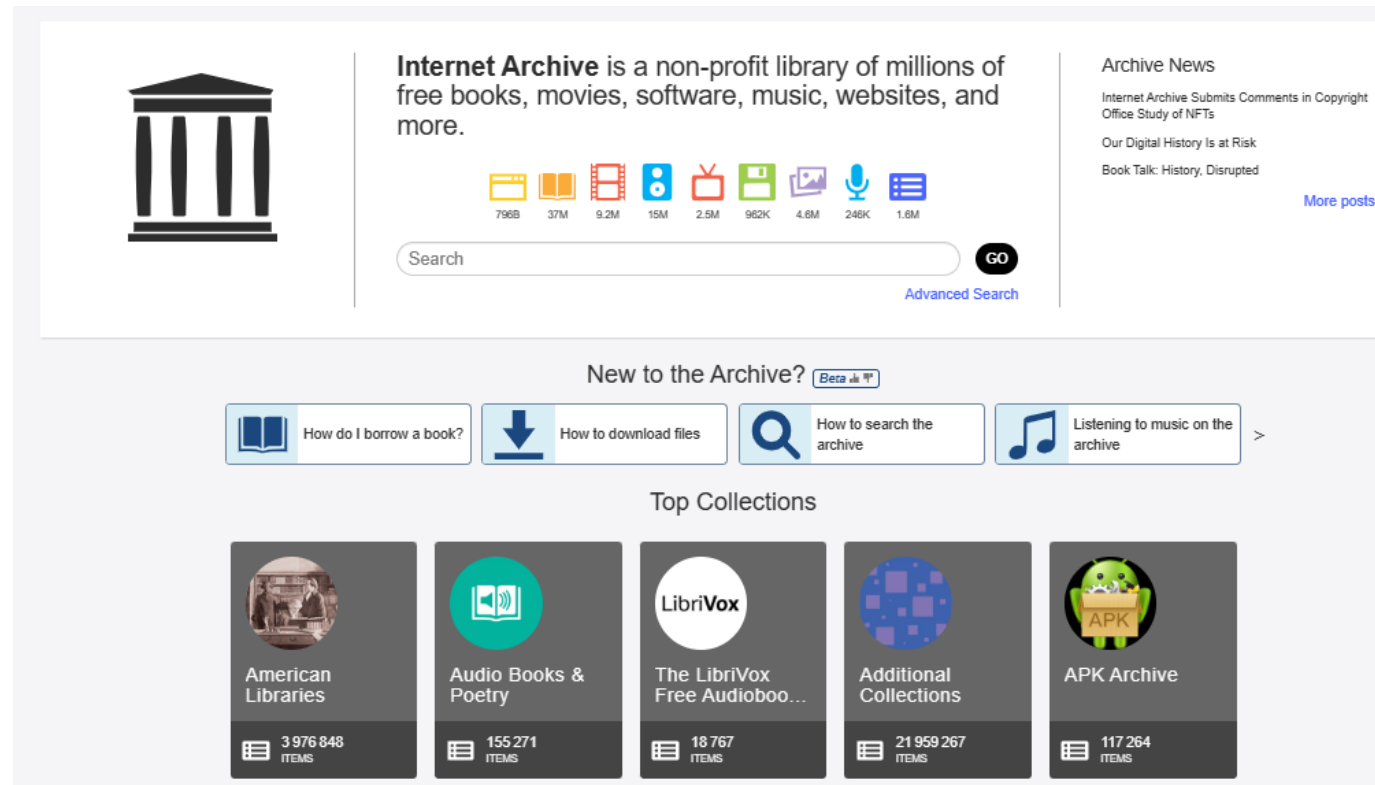 Internet Archive is a non-profit library of millions of
free books, movies, software, music, websites, and
more.
796B 37M 9.2M 15M 2.5M 962K 4.6M 246K 1.6M
Search
GO
Advanced Search
Archive News
Internet Archive Submits Comments in Copyright
Office Study of NFTs
Our Digital History Is at Risk
Book Talk: History, Disrupted
More posts
New to the Archive? Beta
How do I borrow a book?
How to download files
How to search the
archive
Listening to music on the
archive
>
Top Collections
American
Libraries
3 976 848
ITEMS
Audio Books &
Poetry
155 271
ITEMS
LibriVox
The LibriVox
Free Audioboo...
18 767
ITEMS
Additional
Collections
21 959 267
ITEMS
APK
APK Archive
117 264
ITEMS